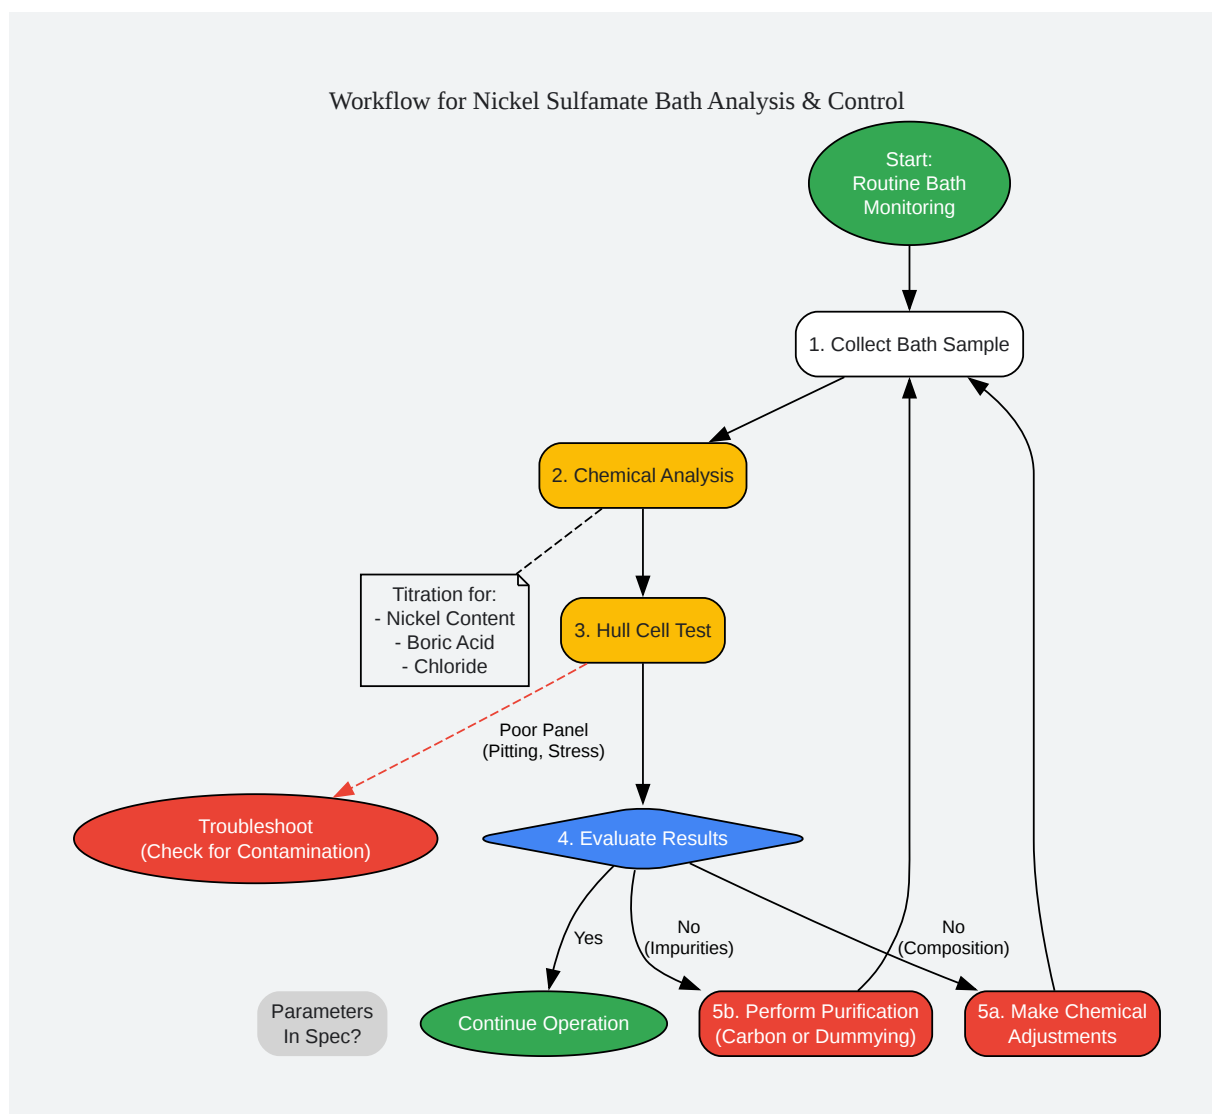 Workflow for Nickel Sulfamate Bath Analysis & Control
Start:
Routine Bath
Monitoring
1. Collect Bath Sample
2. Chemical Analysis
Titration for:
- Nickel Content
- Boric Acid
- Chloride
3. Hull Cell Test
Poor Panel
(Pitting, Stress)
Troubleshoot
(Check for Contamination)
4. Evaluate Results
Yes
No
(Impurities)
No
(Composition)
Parameters
In Spec?
Continue Operation
5b. Perform Purification
(Carbon or Dummying)
5a. Make Chemical
Adjustments